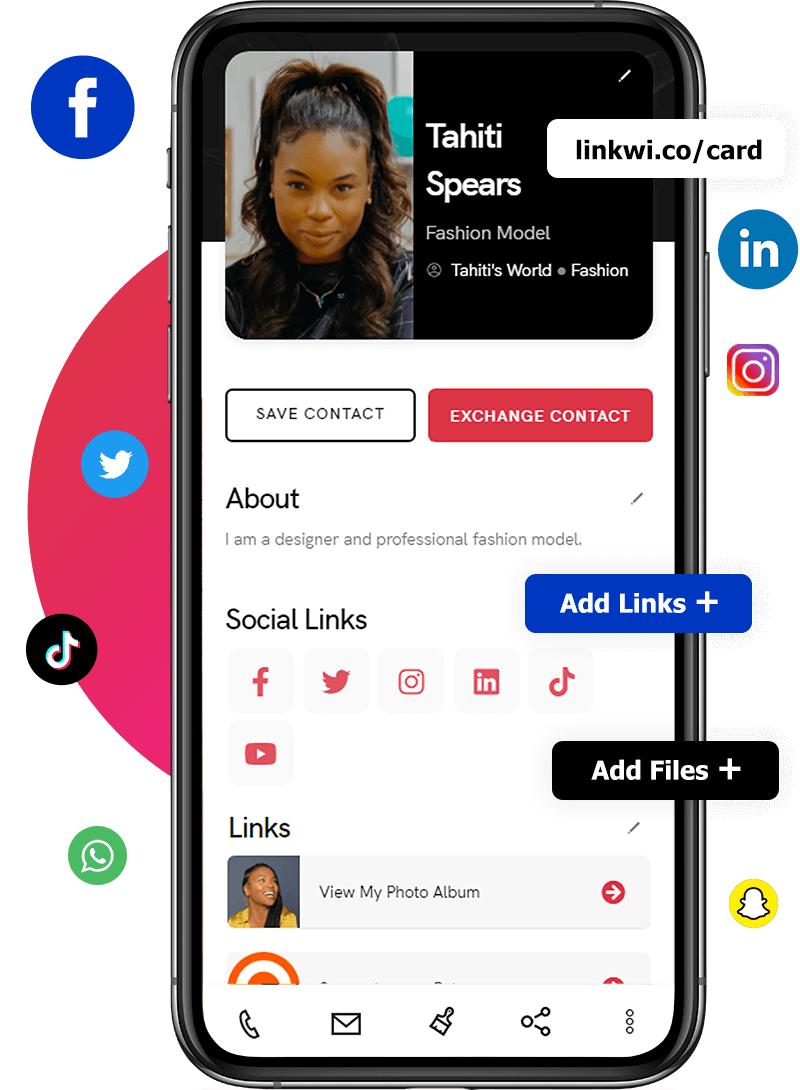 Tahiti
Spears
linkwi.co/card
Fashion Model
Tahiti's World Fashion
SAVE CONTACT
EXCHANGE CONTACT
About
I am a designer and professional fashion model.
Add Links +
Social Links
Add Files +
Links
View My Photo Album